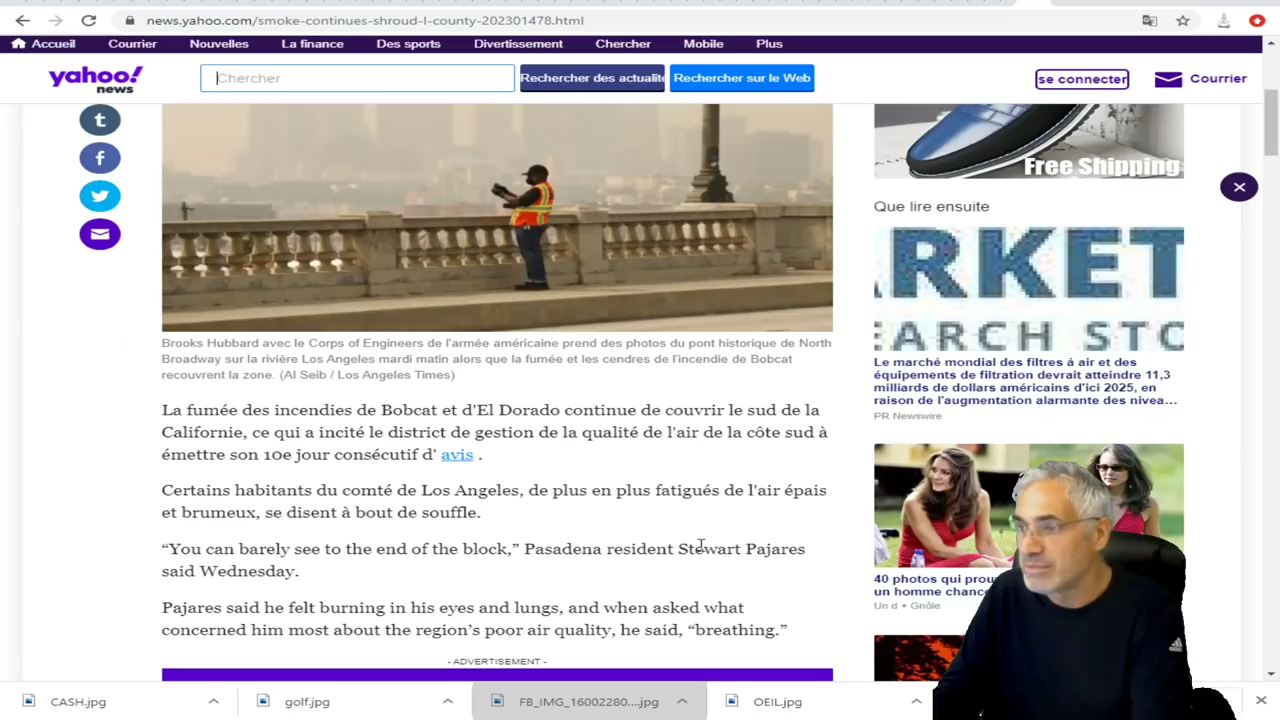 news.yahoo.com/smoke-continues-shroud-l-county-202301478.html
Accueil Courrier Nouvelles La finance Des sports Divertissement Chercher Mobile Plus
yahoo!
news
Chercher
Rechercher des actualité
Rechercher sur le Web
se connecter
Courrier
Free Shipping
Que lire ensuite
ARKET
EARCH STO
Le marché mondial des filtres à air et des
équipements de filtration devrait atteindre 11,3
milliards de dollars américains d'ici 2025, en
raison de l'augmentation alarmante des nivea...
PR Newswire
Brooks Hubbard avec le Corps of Engineers de l'armée américaine prend des photos du pont historique de North
Broadway sur la rivière Los Angeles mardi matin alors que la fumée et les cendres de l'incendie de Bobcat
recouvrent la zone. (Al Seib / Los Angeles Times)
La fumée des incendies de Bobcat et d'El Dorado continue de couvrir le sud de la
Californie, ce qui a incité le district de gestion de la qualité de l'air de la côte sud à
émettre son 10e jour consécutif d' avis .
Certains habitants du comté de Los Angeles, de plus en plus fatigués de l'air épais
et brumeux, se disent à bout de souffle.
“You can barely see to the end of the block,” Pasadena resident Stewart Pajares
said Wednesday.
Pajares said he felt burning in his eyes and lungs, and when asked what
concerned him most about the region’s poor air quality, he said, “breathing.”
- ADVERTISEMENT -
40 photos qui
un homme
Un d • Gnôle
CASH.jpg
golf.jpg
FB_IMG_16002280....jpg
OEIL.jpg